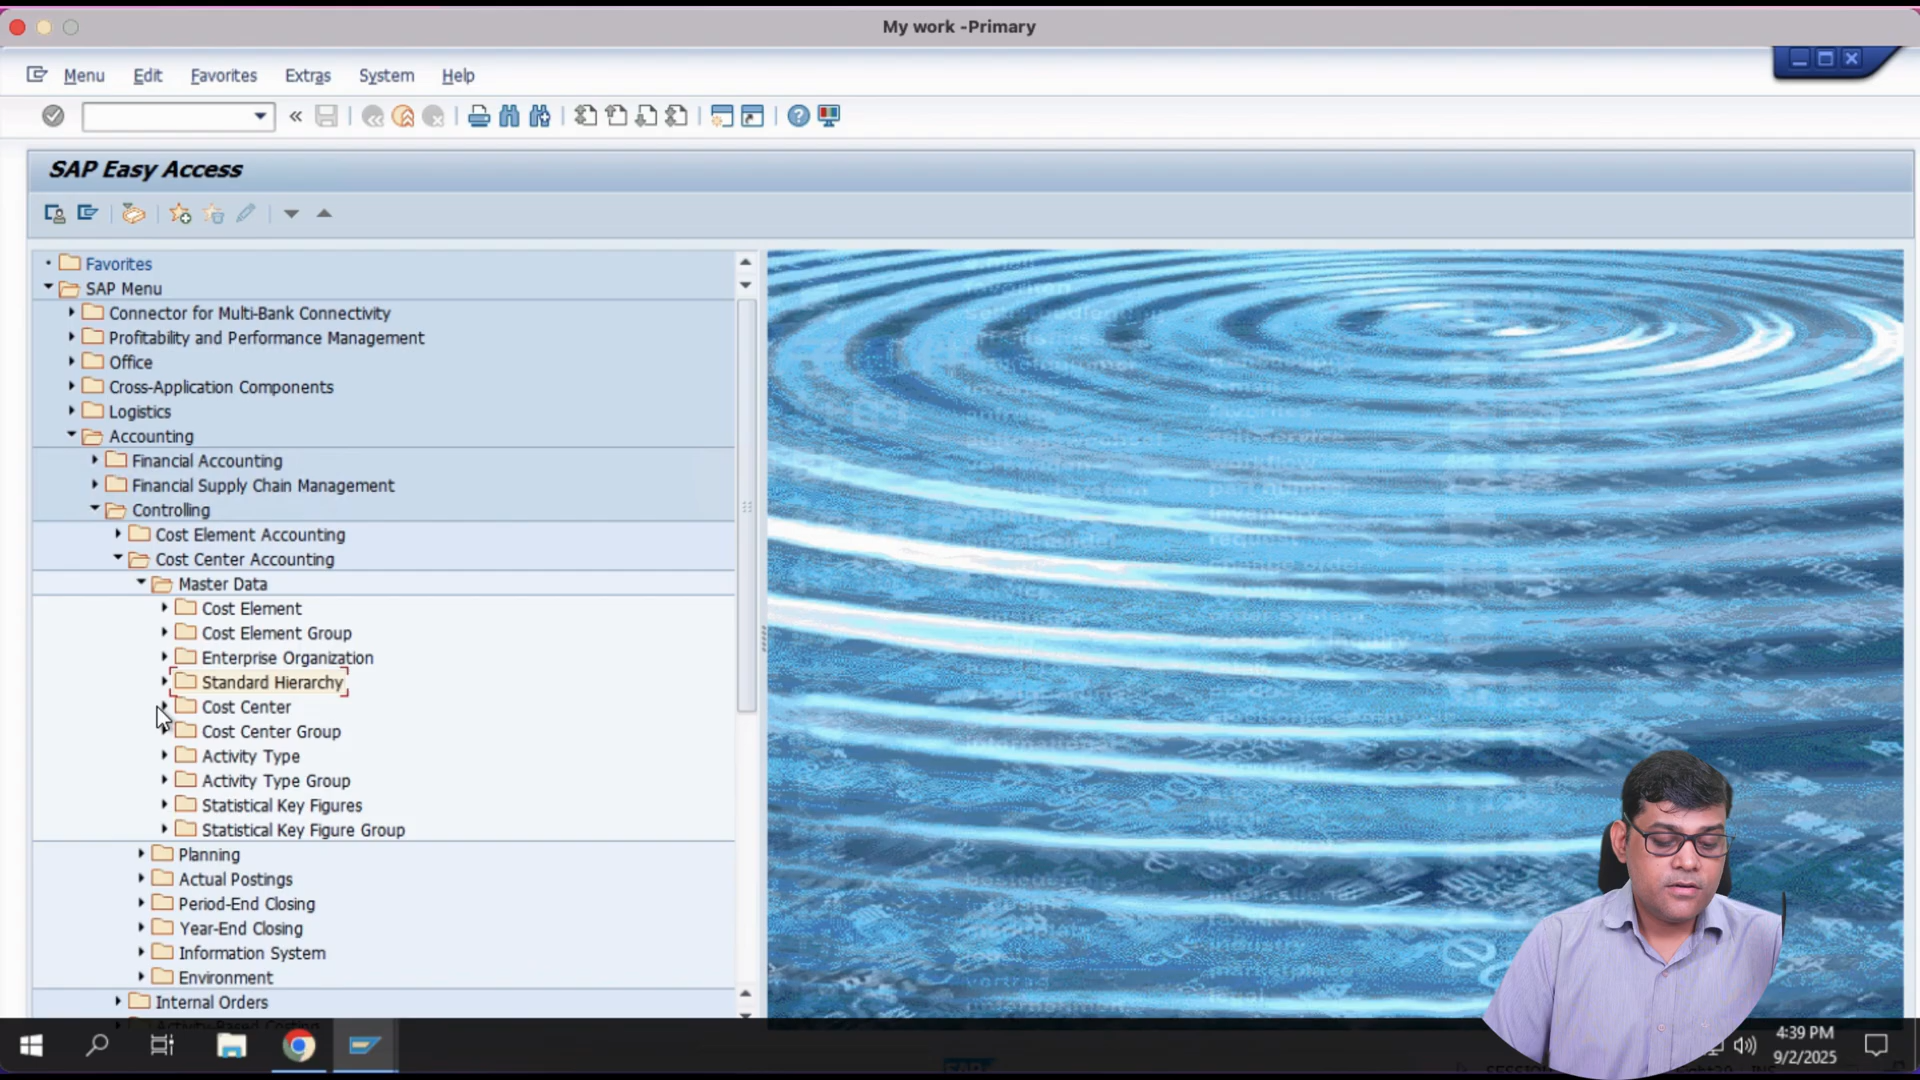 My work -Primary
Menu Edit Favorites Extras System Help
SAP Easy Access
Favorites
SAP Menu
Connector for Multi-Bank Connectivity
Profitability and Performance Management
Office
Cross-Application Components
Logistics
Accounting
Financial Accounting
Financial Supply Chain Management
Controlling
Cost Element Accounting
Cost Center Accounting
Master Data
Cost Element
Cost Element Group
Enterprise Organization
Standard Hierarchy
Cost Center
Cost Center Group
Activity Type
Activity Type Group
Statistical Key Figures
Statistical Key Figure Group
Planning
Actual Postings
Period-End Closing
Year-End Closing
Information System
Environment
Internal Orders
4:39 PM
9/2/2025